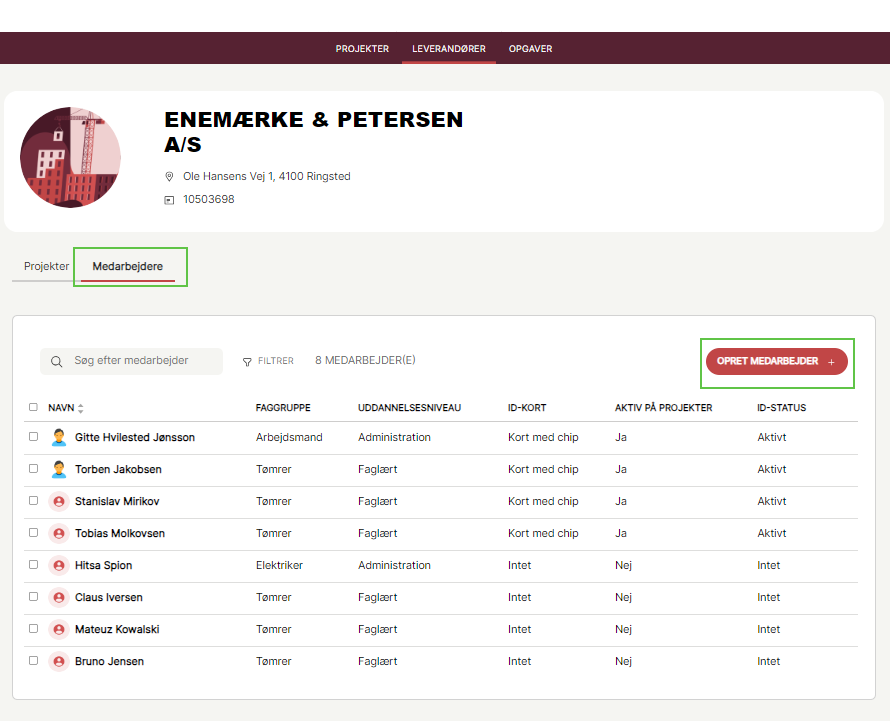 PROJEKTER LEVERANDØRER OPGAVER
ENEMÆRKE & PETERSEN
A/S
Ole Hansens Vej 1, 4100 Ringsted
10503698
Projekter Medarbejdere
Søg efter medarbejder FILTRER 8 MEDARBEJDER(E) OPRET MEDARBEJDER +
NAVN FAGGRUPPE UDDANNELSESNIVEAU ID-KORT AKTIV PÅ PROJEKTER ID-STATUS
Gitte Hvilested Jønsson Arbejdsmand Administration Kort med chip Ja Aktivt
Torben Jakobsen Tømrer Faglært Kort med chip Ja Aktivt
Stanislav Mirikov Tømrer Faglært Kort med chip Ja Aktivt
Tobias Molkovsen Tømrer Faglært Kort med chip Ja Aktivt
Hitsa Spion Elektriker Administration Intet Nej Intet
Claus Iversen Tømrer Faglært Intet Nej Intet
Mateuz Kowalski Tømrer Faglært Intet Nej Intet
Bruno Jensen Tømrer Faglært Intet Nej Intet